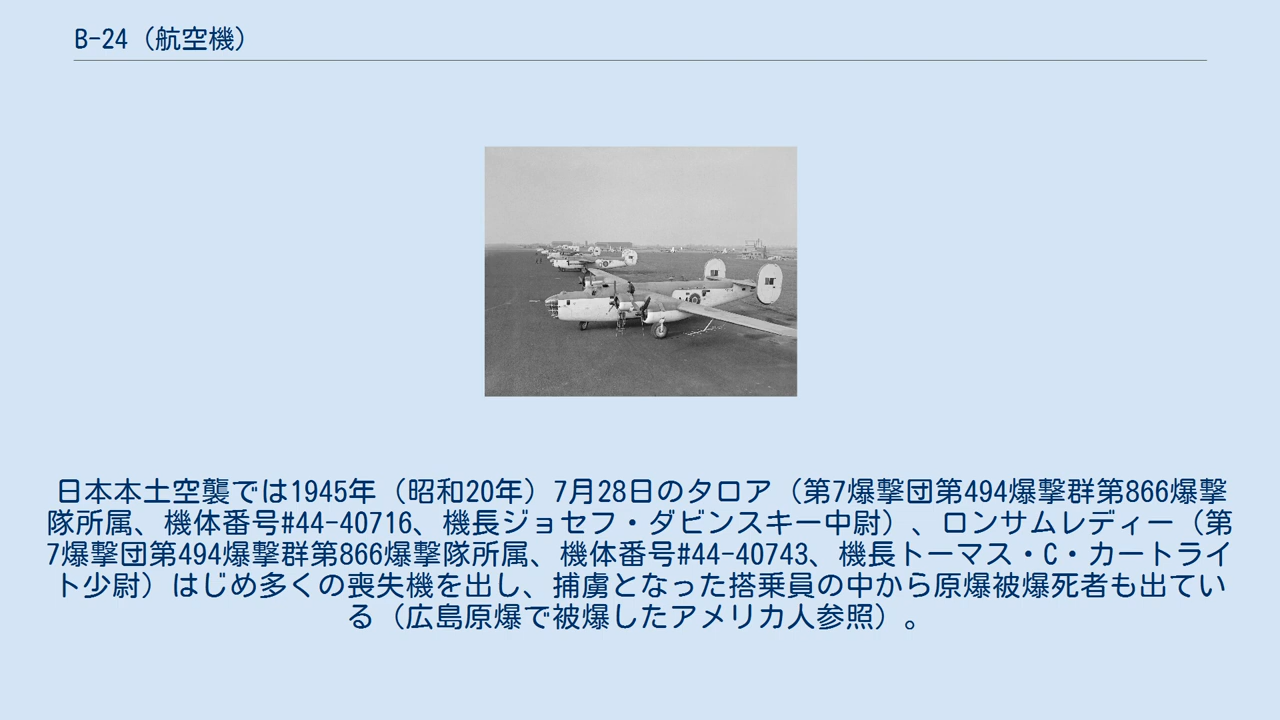 B-24（航空機）
日本本土空襲では1945年（昭和20年）7月28日のタロア（第7爆撃団第494爆撃群第866爆撃
隊所属、機体番号#44-40716、機長ジョセフ・ダビンスキー中尉）、ロンサムレディー（第
7爆撃団第494爆撃群第866爆撃隊所属、機体番号#44-40743、機長トーマス・C・カートライ
ト少尉）はじめ多くの喪失機を出し、捕虜となった搭乗員の中から原爆被爆死者も出てい
る（広島原爆で被爆したアメリカ人参照）。